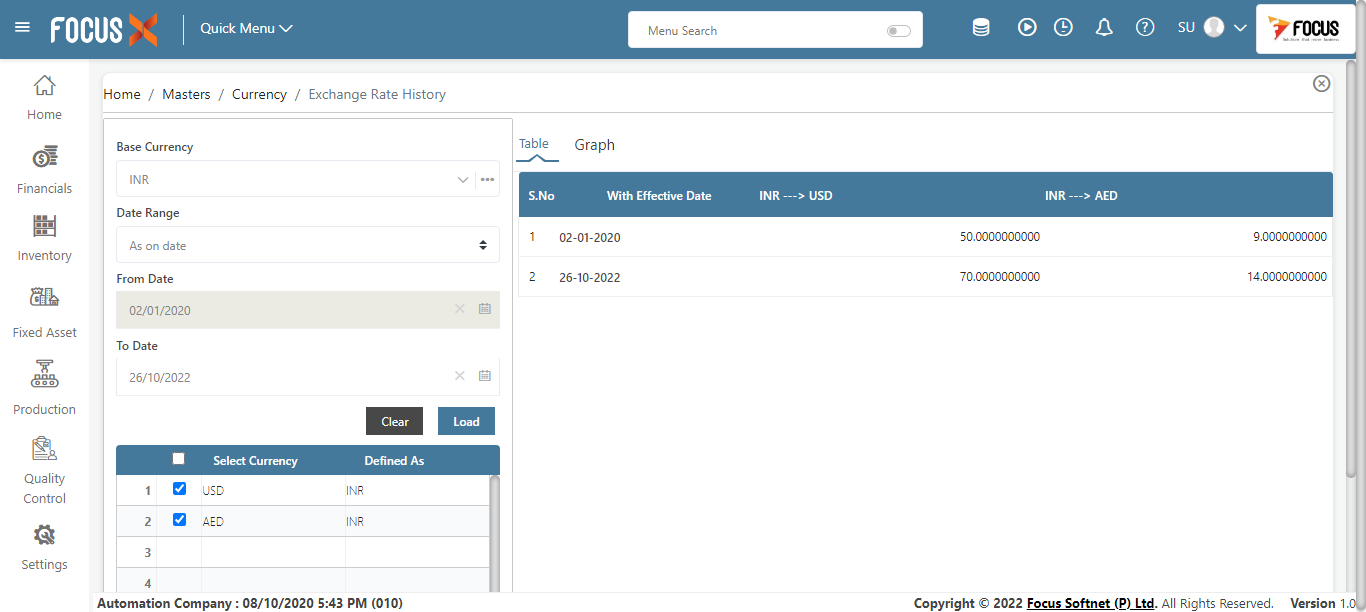 FOCUS X
Quick Menu
Menu Search
SU
FOCUS
Home / Masters / Currency / Exchange Rate History
Home
Financials
Inventory
Fixed Asset
Production
Quality
Control
Settings
Base Currency
INR
Date Range
As on date
From Date
02/01/2020
To Date
26/10/2022
Clear Load
Select Currency Defined As
1 USD INR
2 AED INR
3
4
Table Graph
S.No With Effective Date INR ---> USD INR ---> AED
1 02-01-2020 50.0000000000 9.0000000000
2 26-10-2022 70.0000000000 14.0000000000
Automation Company : 08/10/2020 5:43 PM (010)
Copyright © 2022 Focus Softnet (P) Ltd. All Rights Reserved. Version 1.0